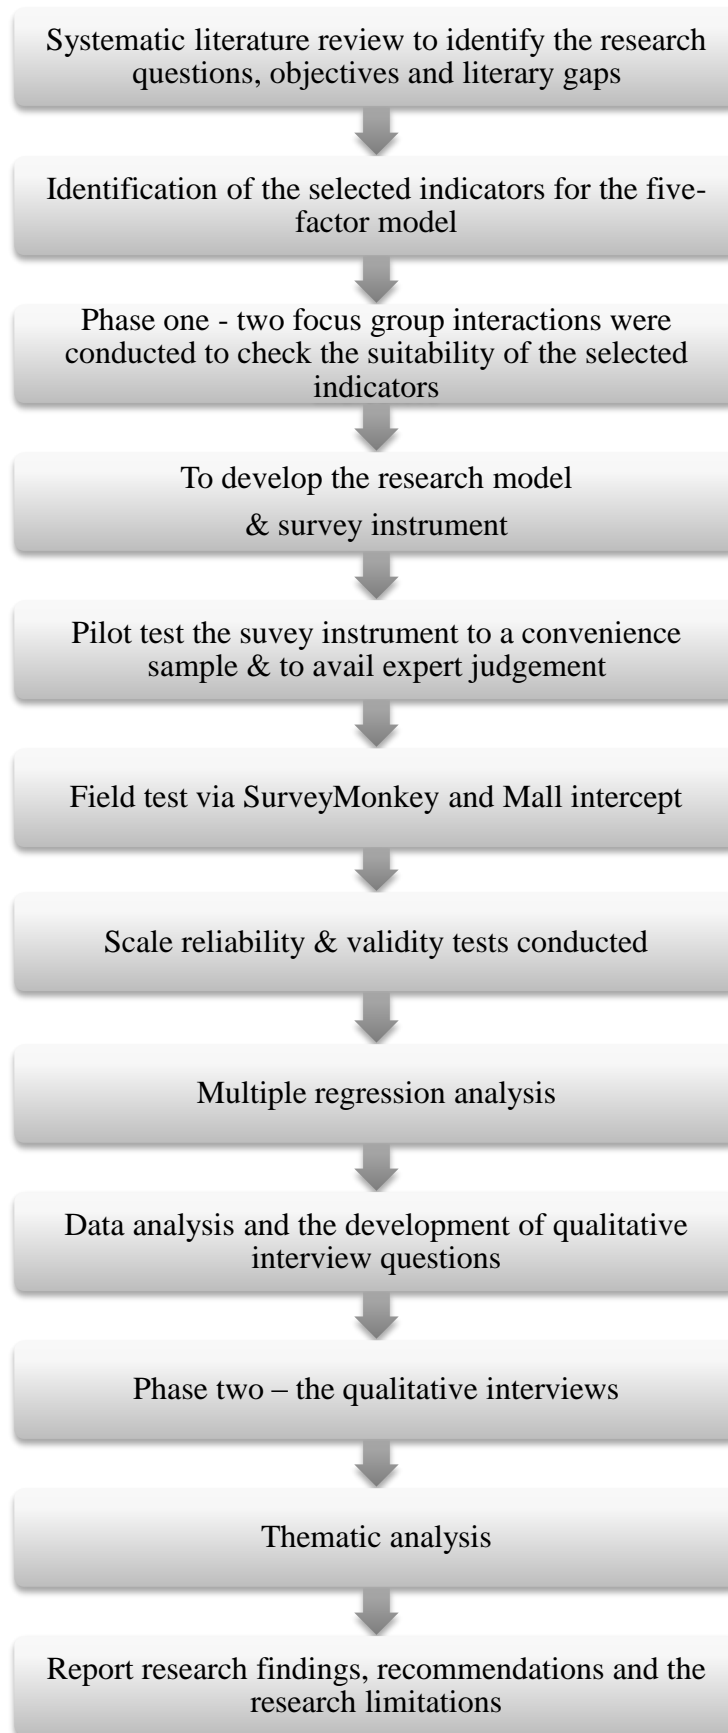 Systematic literature review to identify the research
questions, objectives and literary gaps
Identification of the selected indicators for the five-
factor model
Phase one - two focus group interactions were
conducted to check the suitability of the selected
indicators
To develop the research model
& survey instrument
Pilot test the suvey instrument to a convenience
sample & to avail expert judgement
Field test via SurveyMonkey and Mall intercept
Scale reliability & validity tests conducted
Multiple regression analysis
Data analysis and the development of qualitative
interview questions
Phase two – the qualitative interviews
Thematic analysis
Report research findings, recommendations and the
research limitations